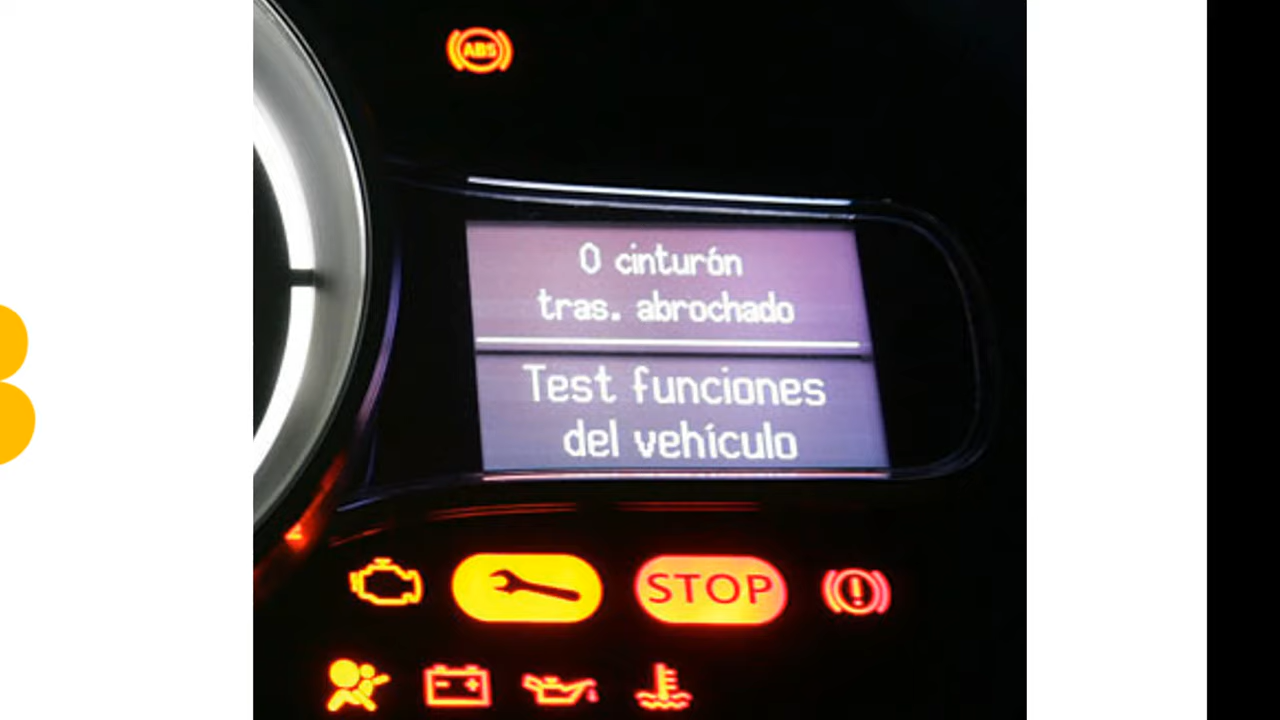 ABS
0 cinturón
tras. abrochado
Test funciones
del vehículo
STOP